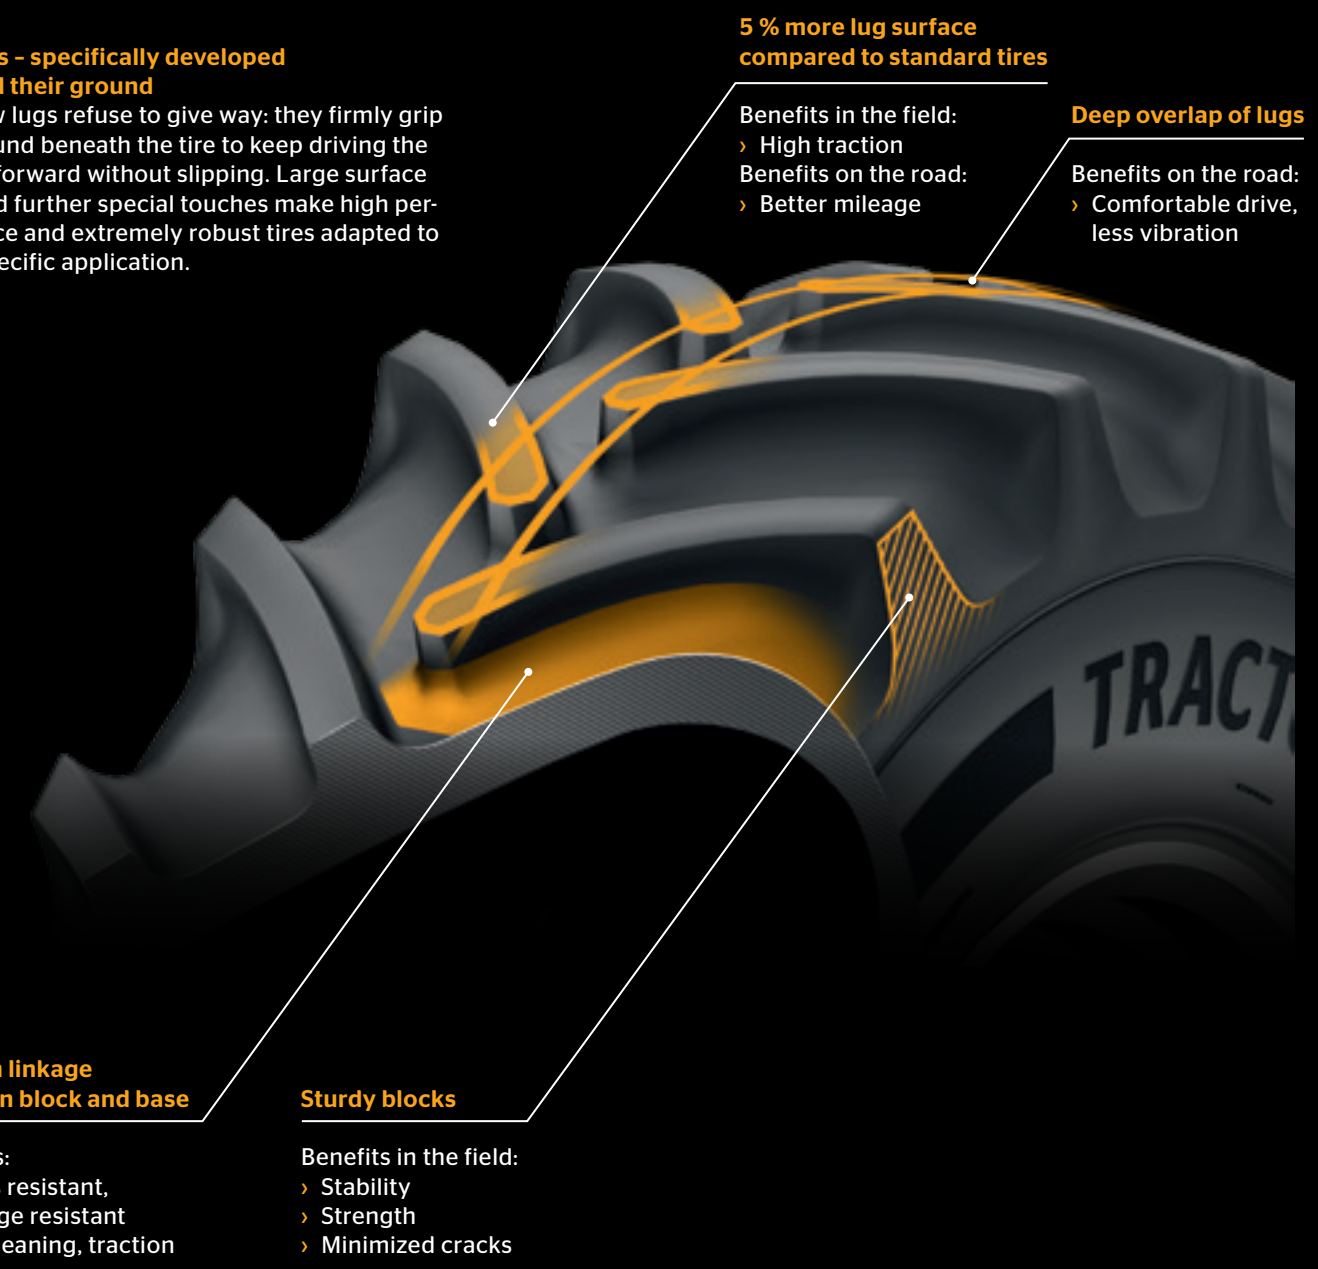 s – specifically developed
their ground
lugs refuse to give way: they firmly grip
und beneath the tire to keep driving the
forward without slipping. Large surface
further special touches make high per-
ce and extremely robust tires adapted to
ecific application.
5 % more lug surface
compared to standard tires
Benefits in the field:
› High traction
Benefits on the road:
› Better mileage
Deep overlap of lugs
Benefits on the road:
› Comfortable drive,
less vibration
TRACT
linkage
n block and base
s:
resistant,
ge resistant
eaning, traction
Sturdy blocks
Benefits in the field:
› Stability
› Strength
› Minimized cracks